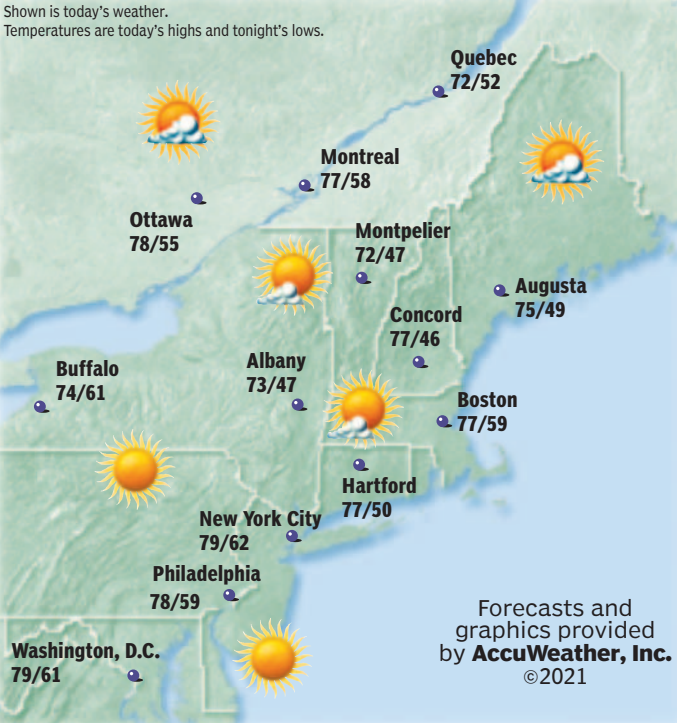 Shown is today's weather.
Temperatures are today's highs and tonight's lows.
Quebec
72/52
Montreal
77/58
Ottawa
78/55
Montpelier
72/47
Augusta
75/49
Concord
77/46
Buffalo
74/61
Albany
73/47
Boston
77/59
Hartford
77/50
New York City
79/62
Philadelphia
78/59
Washington, D.C.
79/61
Forecasts and
graphics provided
by AccuWeather, Inc.
©2021